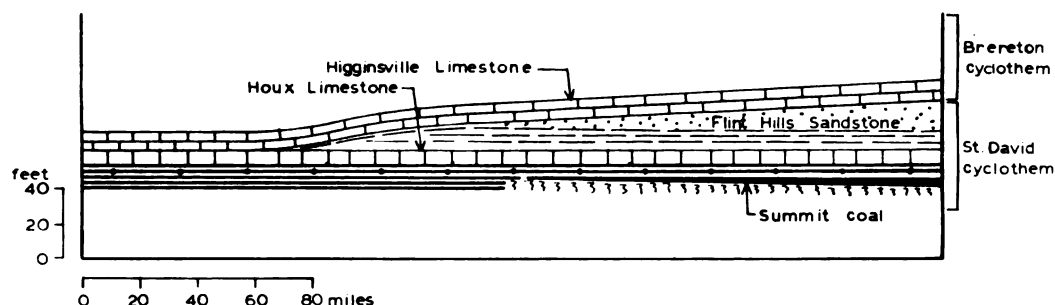 Higginsville Limestone
Houx Limestone
Flint Hills Sandstone
Brereton
cyclothem
St. David
cyclothem
Summit coal
feet
40
20
0
0 20 40 60 80 miles